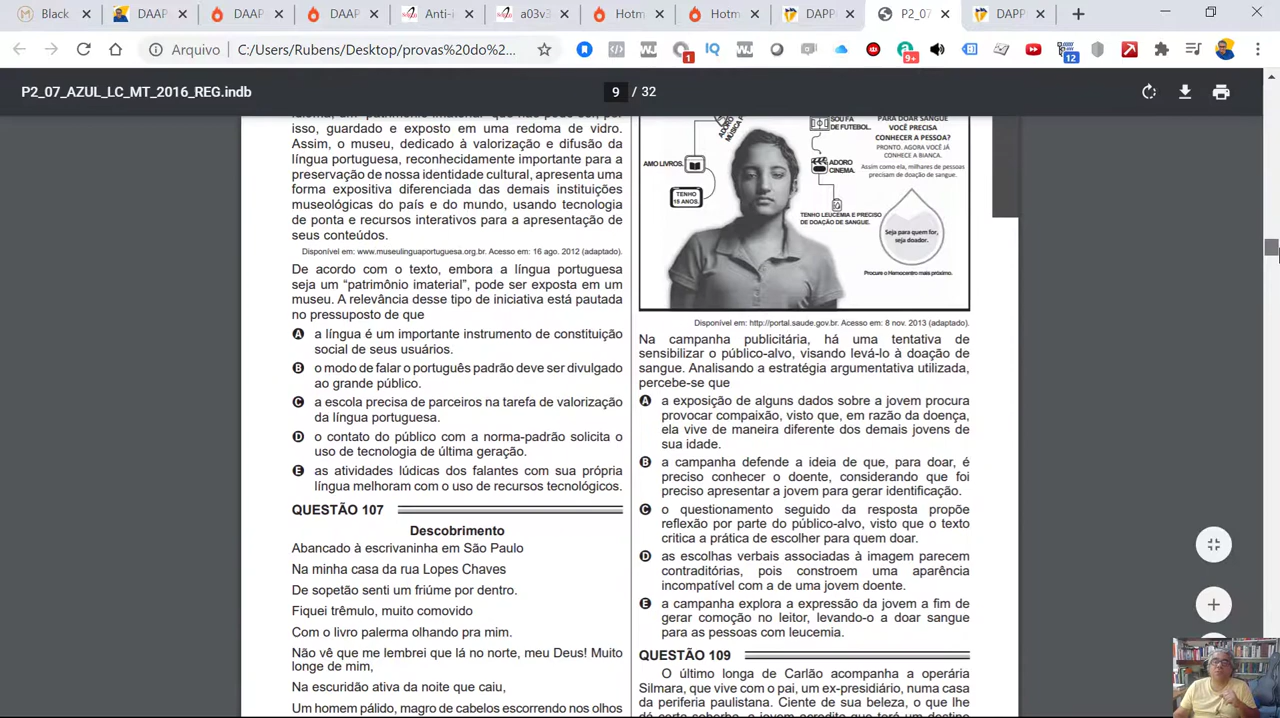 Black
DAAP
DAAP
DAAP
DAAP
Anti-i
a03v3
Hotm
Hotm
DAPP
P2_07
DAPP
Arquivo
C:/Users/Rubens/Desktop/provas%20do%2...
1
9+
12
P2_07_AZUL_LC_MT_2016_REG.indb
9 / 32
isso, guardado e exposto em uma redoma de vidro.
Assim, o museu, dedicado à valorização e difusão da
língua portuguesa, reconhecidamente importante para a
preservação de nossa identidade cultural, apresenta uma
forma expositiva diferenciada das demais instituições
museológicas do país e do mundo, usando tecnologia
de ponta e recursos interativos para a apresentação de
seus conteúdos.
Disponível em: www.museulinguaportuguesa.org.br. Acesso em: 16 ago. 2012 (adaptado).
De acordo com o texto, embora a língua portuguesa
seja um “patrimônio imaterial”, pode ser exposta em um
museu. A relevância desse tipo de iniciativa está pautada
no pressuposto de que
A a língua é um importante instrumento de constituição
social de seus usuários.
B o modo de falar o português padrão deve ser divulgado
ao grande público.
C a escola precisa de parceiros na tarefa de valorização
da língua portuguesa.
D o contato do público com a norma-padrão solicita o
uso de tecnologia de última geração.
E as atividades lúdicas dos falantes com sua própria
língua melhoram com o uso de recursos tecnológicos.
QUESTÃO 107
Descobrimento
Abancado à escrivaninha em São Paulo
Na minha casa da rua Lopes Chaves
De sopetão senti um friúme por dentro.
Fiquei trêmulo, muito comovido
Com o livro palerma olhando pra mim.
Não vê que me lembrei que lá no norte, meu Deus! Muito
longe de mim,
Na escuridão ativa da noite que caiu,
Um homem pálido, magro de cabelos escorrendo nos olhos
ADORO
MÚSICA
AMO LIVROS.
TENHO
15 ANOS.
SOU FÃ
DE FUTEBOL.
ADORO
CINEMA.
TENHO LEUCEMIA E PRECISO
DE DOAÇÃO DE SANGUE.
PARA DOAR SANGUE
VOCÊ PRECISA
CONHECER A PESSOA?
PRONTO. AGORA VOCÊ JÁ
CONHECE A BIANCA.
Assim como ela, milhares de pessoas
precisam de doação de sangue.
Seja para quem for,
seja doador.
Procure o Hemocentro mais próximo.
Disponível em: http://portal.saude.gov.br. Acesso em: 8 nov. 2013 (adaptado).
Na campanha publicitária, há uma tentativa de
sensibilizar o público-alvo, visando levá-lo à doação de
sangue. Analisando a estratégia argumentativa utilizada,
percebe-se que
A a exposição de alguns dados sobre a jovem procura
provocar compaixão, visto que, em razão da doença,
ela vive de maneira diferente dos demais jovens de
sua idade.
B a campanha defende a ideia de que, para doar, é
preciso conhecer o doente, considerando que foi
preciso apresentar a jovem para gerar identificação.
C o questionamento seguido da resposta propõe
reflexão por parte do público-alvo, visto que o texto
critica a prática de escolher para quem doar.
D as escolhas verbais associadas à imagem parecem
contraditórias, pois constroem uma aparência
incompatível com a de uma jovem doente.
E a campanha explora a expressão da jovem a fim de
gerar comoção no leitor, levando-o a doar sangue
para as pessoas com leucemia.
QUESTÃO 109
O último longa de Carlão acompanha a operária
Silmara, que vive com o pai, um ex-presidiário, numa casa
da periferia paulistana. Ciente de sua beleza, o que lhe